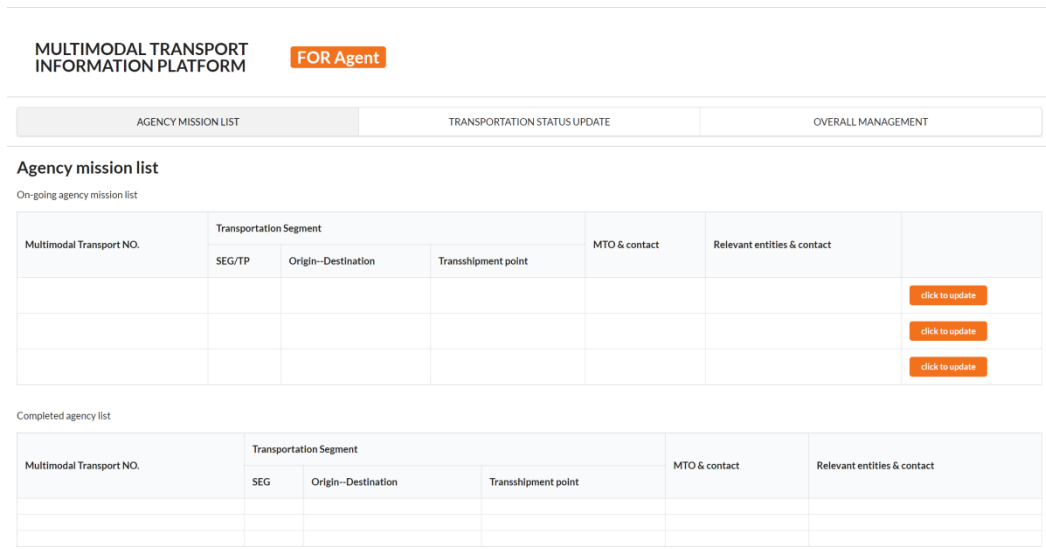 MULTIMODAL TRANSPORT
INFORMATION PLATFORM
FOR Agent
AGENCY MISSION LIST
TRANSPORTATION STATUS UPDATE
OVERALL MANAGEMENT
Agency mission list
On-going agency mission list
Multimodal Transport NO.
Transportation Segment
MTO & contact
Relevant entities & contact
SEG/TP
Origin--Destination
Transshipment point
click to update
click to update
click to update
Completed agency list
Multimodal Transport NO.
Transportation Segment
MTO & contact
Relevant entities & contact
SEG
Origin--Destination
Transshipment point